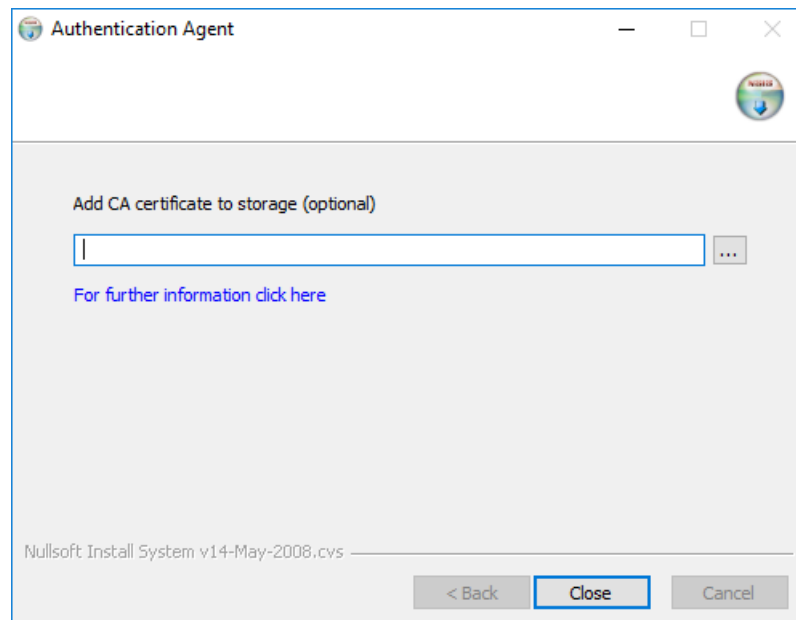 Authentication Agent
Add CA certificate to storage (optional)
...
For further information click here
Nullsoft Install System v14-May-2008.cvs
< Back
Close
Cancel